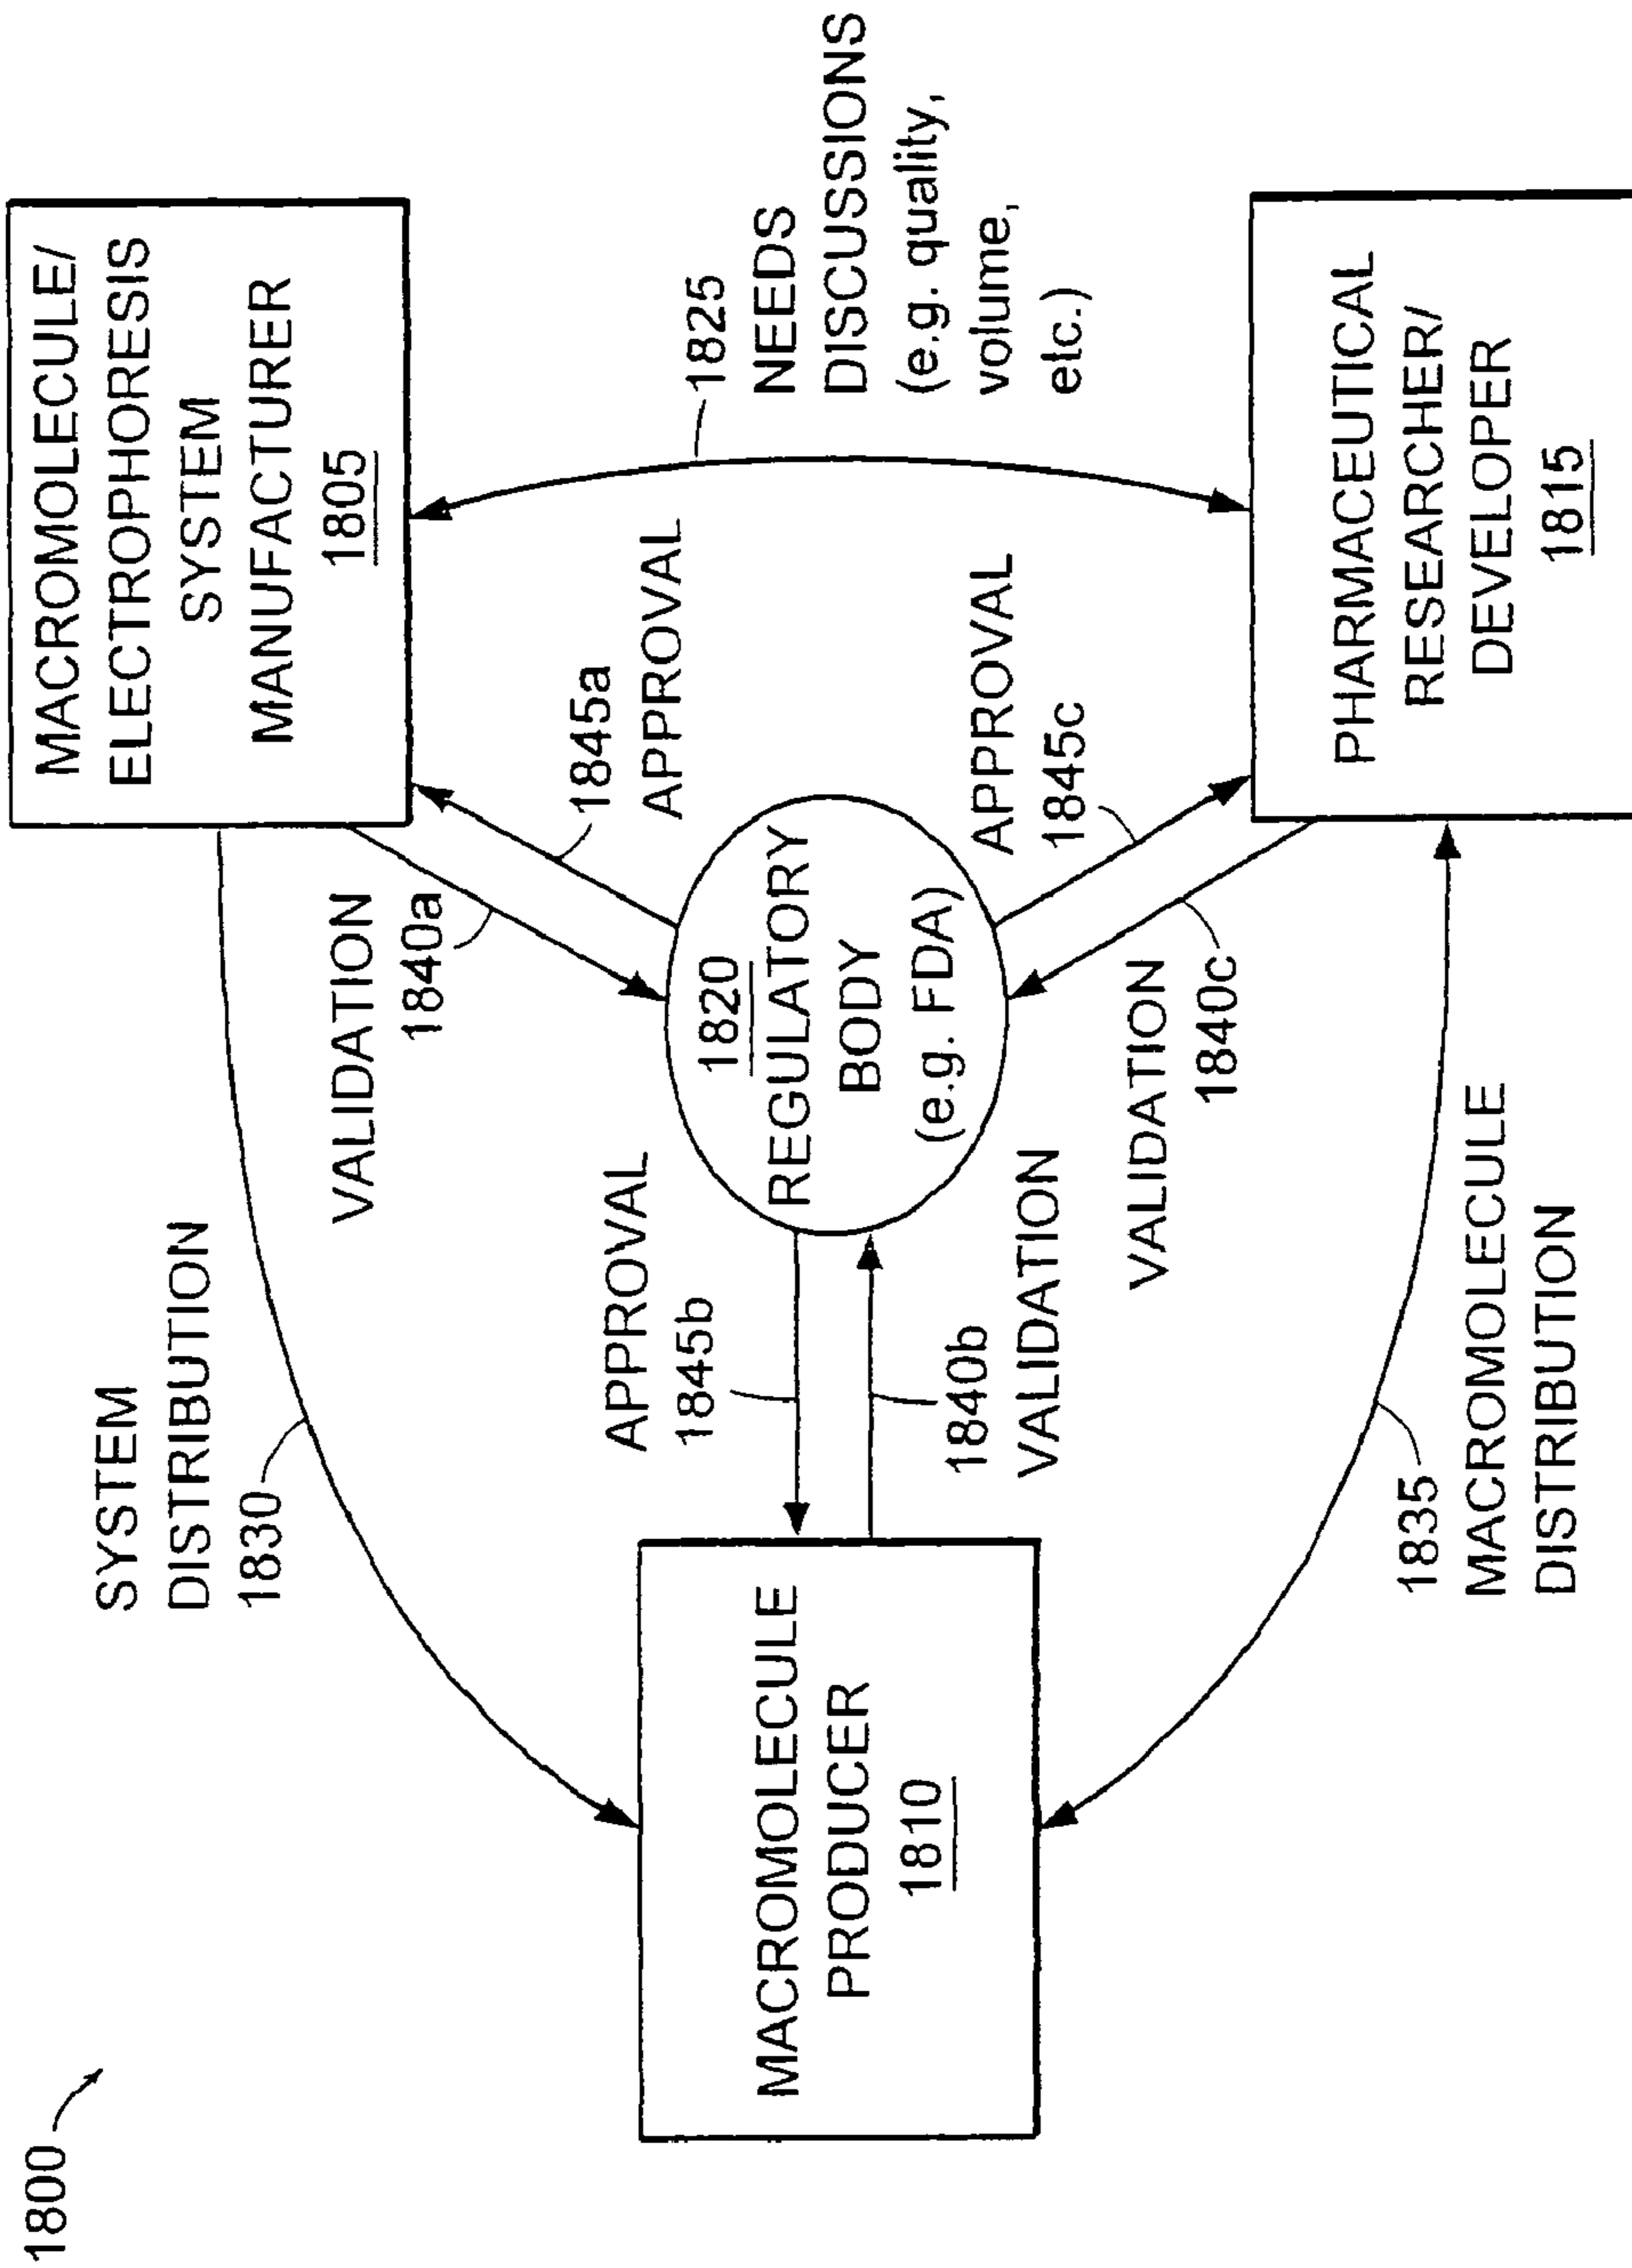 1800
MACROMOLECULE/
ELECTROPHORESIS
SYSTEM
MANUFACTURER
1805
SYSTEM
DISTRIBUTION
1830
VALIDATION
1840a
1845a
APPROVAL
1825
NEEDS
DISCUSSIONS
(e.g. quality,
volume,
etc.)
APPROVAL
1845b
1820
REGULATORY
BODY
(e.g. FDA)
MACROMOLECULE
PRODUCER
1810
1840b
VALIDATION
APPROVAL
1845c
VALIDATION
1840c
PHARMACEUTICAL
RESEARCHER/
DEVELOPER
1815
1835
MACROMOLECULE
DISTRIBUTION